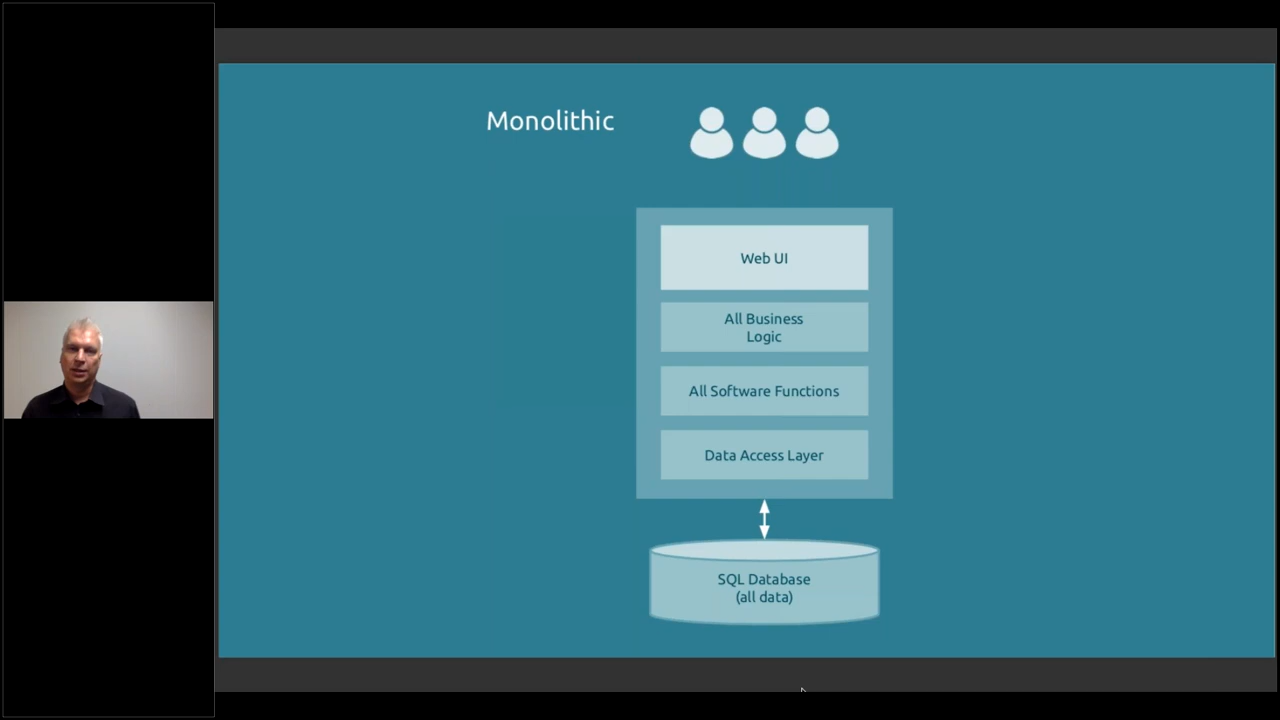 Monolithic
Web UI
All Business
Logic
All Software Functions
Data Access Layer
SQL Database
(all data)